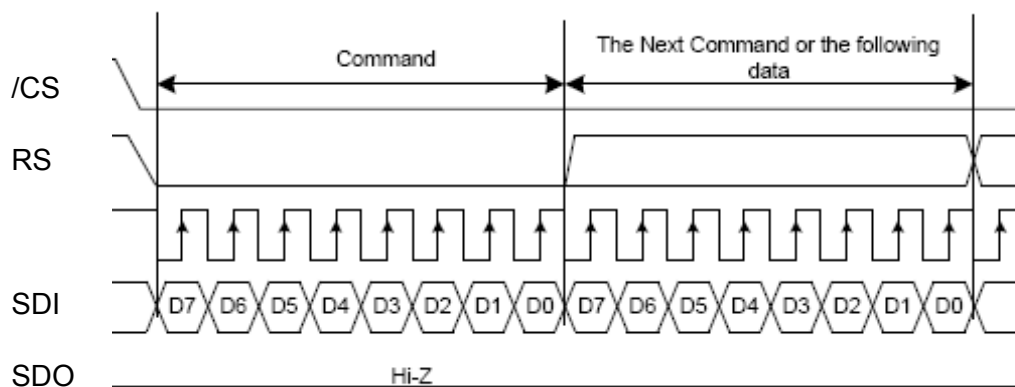 Command
The Next Command or the following
data
/CS
RS
SDI D7 D6 D5 D4 D3 D2 D1 D0 D7 D6 D5 D4 D3 D2 D1 D0
SDO Hi-Z